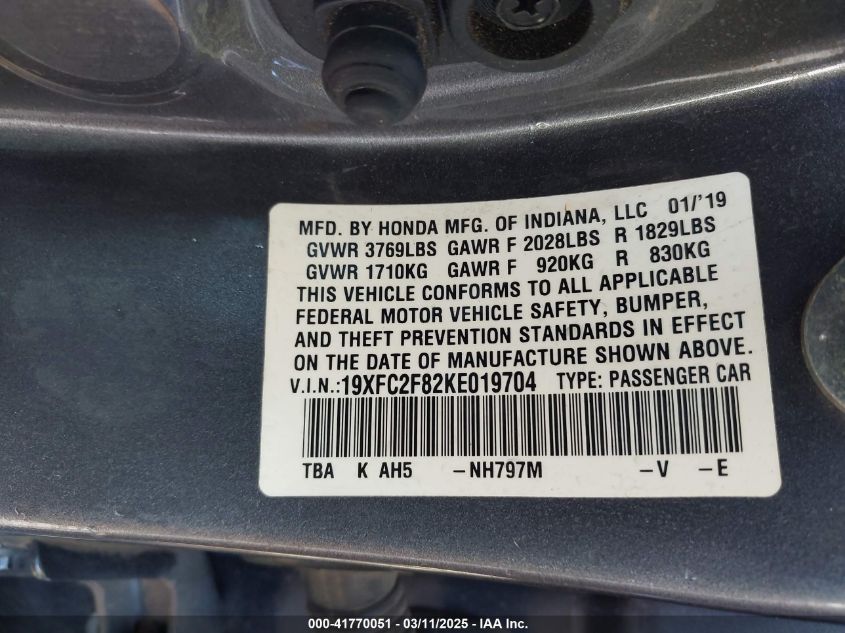 MFD. BY HONDA MFG. OF INDIANA, LLC 01/'19
GVWR 3769LBS GAWR F 2028LBS R 1829LBS
GVWR 1710KG GAWR F 920KG R 830KG
THIS VEHICLE CONFORMS TO ALL APPLICABLE
FEDERAL MOTOR VEHICLE SAFETY, BUMPER,
AND THEFT PREVENTION STANDARDS IN EFFECT
ON THE DATE OF MANUFACTURE SHOWN ABOVE.
V.I.N.:19XFC2F82KE019704 TYPE: PASSENGER CAR
TBA K AH5 -NH797M -V -E
000-41770051 - 03/11/2025 - IAA Inc.